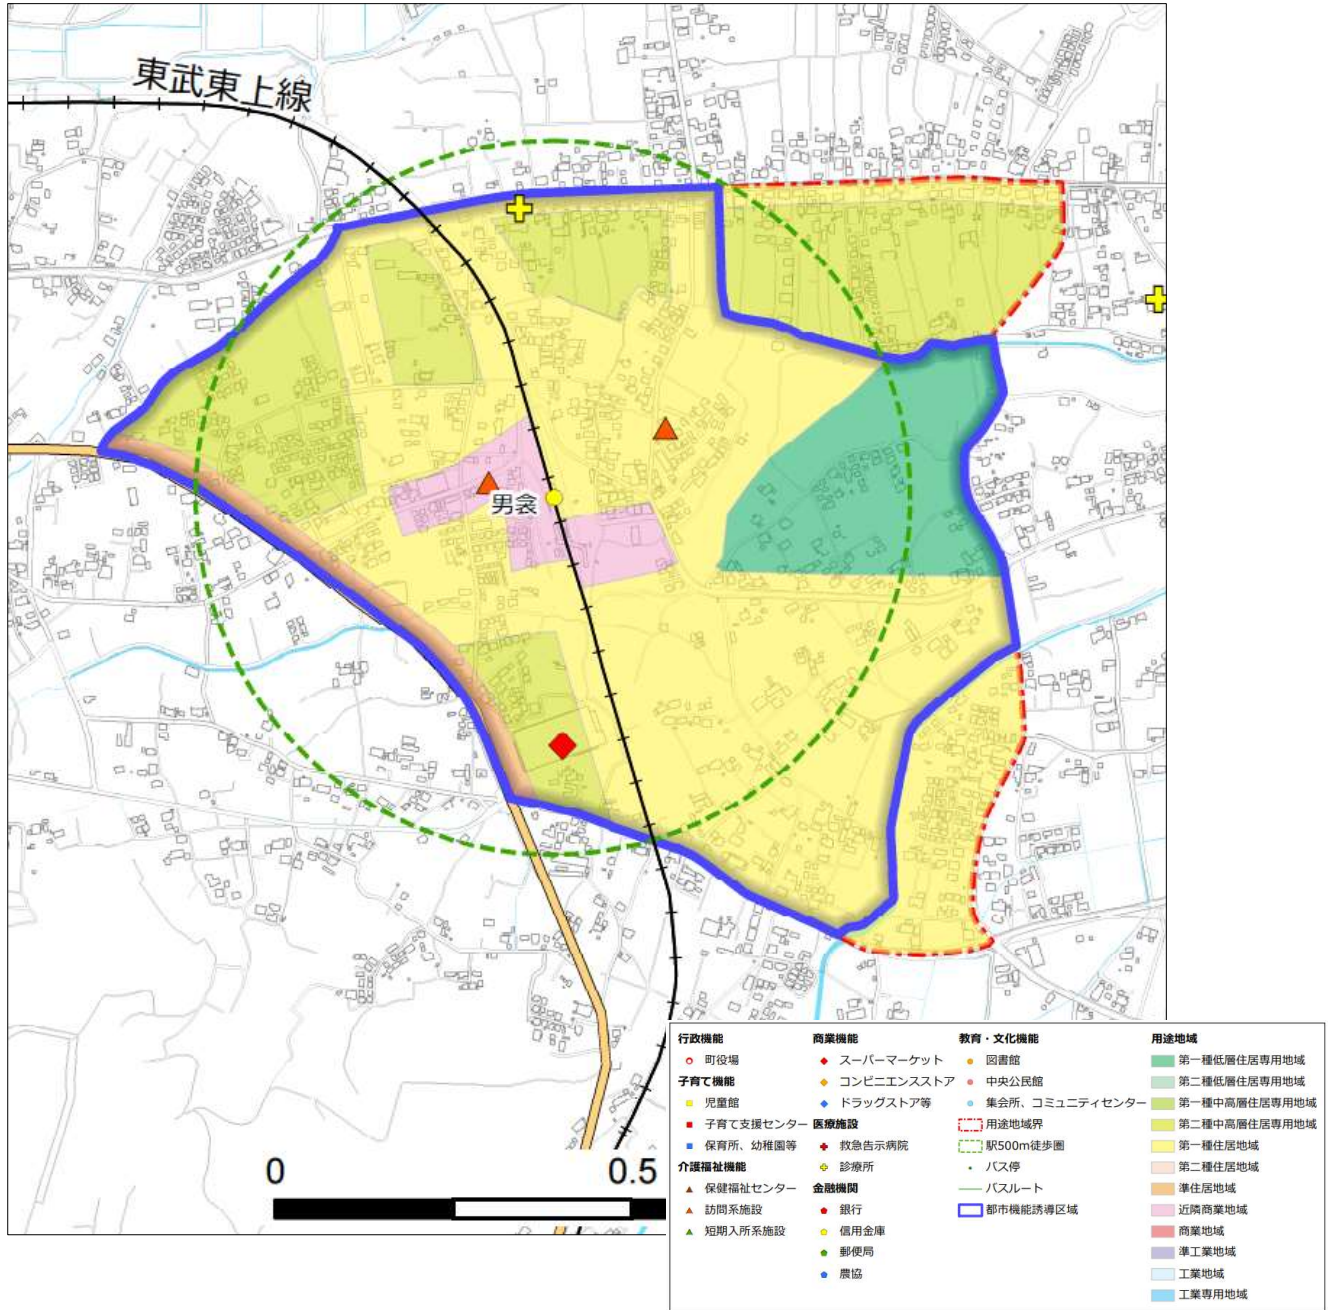 東武東上線
男衾
0
0.5
行政機能
町役場
子育て機能
児童館
子育て支援センター
保育所、幼稚園等
介護福祉機能
保健福祉センター
訪問系施設
短期入所系施設
商業機能
スーパーマーケット
コンビニエンスストア
ドラッグストア等
医療施設
救急告示病院
診療所
金融機関
銀行
信用金庫
郵便局
農協
教育・文化機能
図書館
中央公民館
集会所、コミュニティセンター
用途地域界
駅500m徒歩圏
バス停
バスルート
都市機能誘導区域
用途地域
第一種低層住居専用地域
第二種低層住居専用地域
第一種中高層住居専用地域
第二種中高層住居専用地域
第一種住居地域
第二種住居地域
準住居地域
近隣商業地域
商業地域
準工業地域
工業地域
工業専用地域